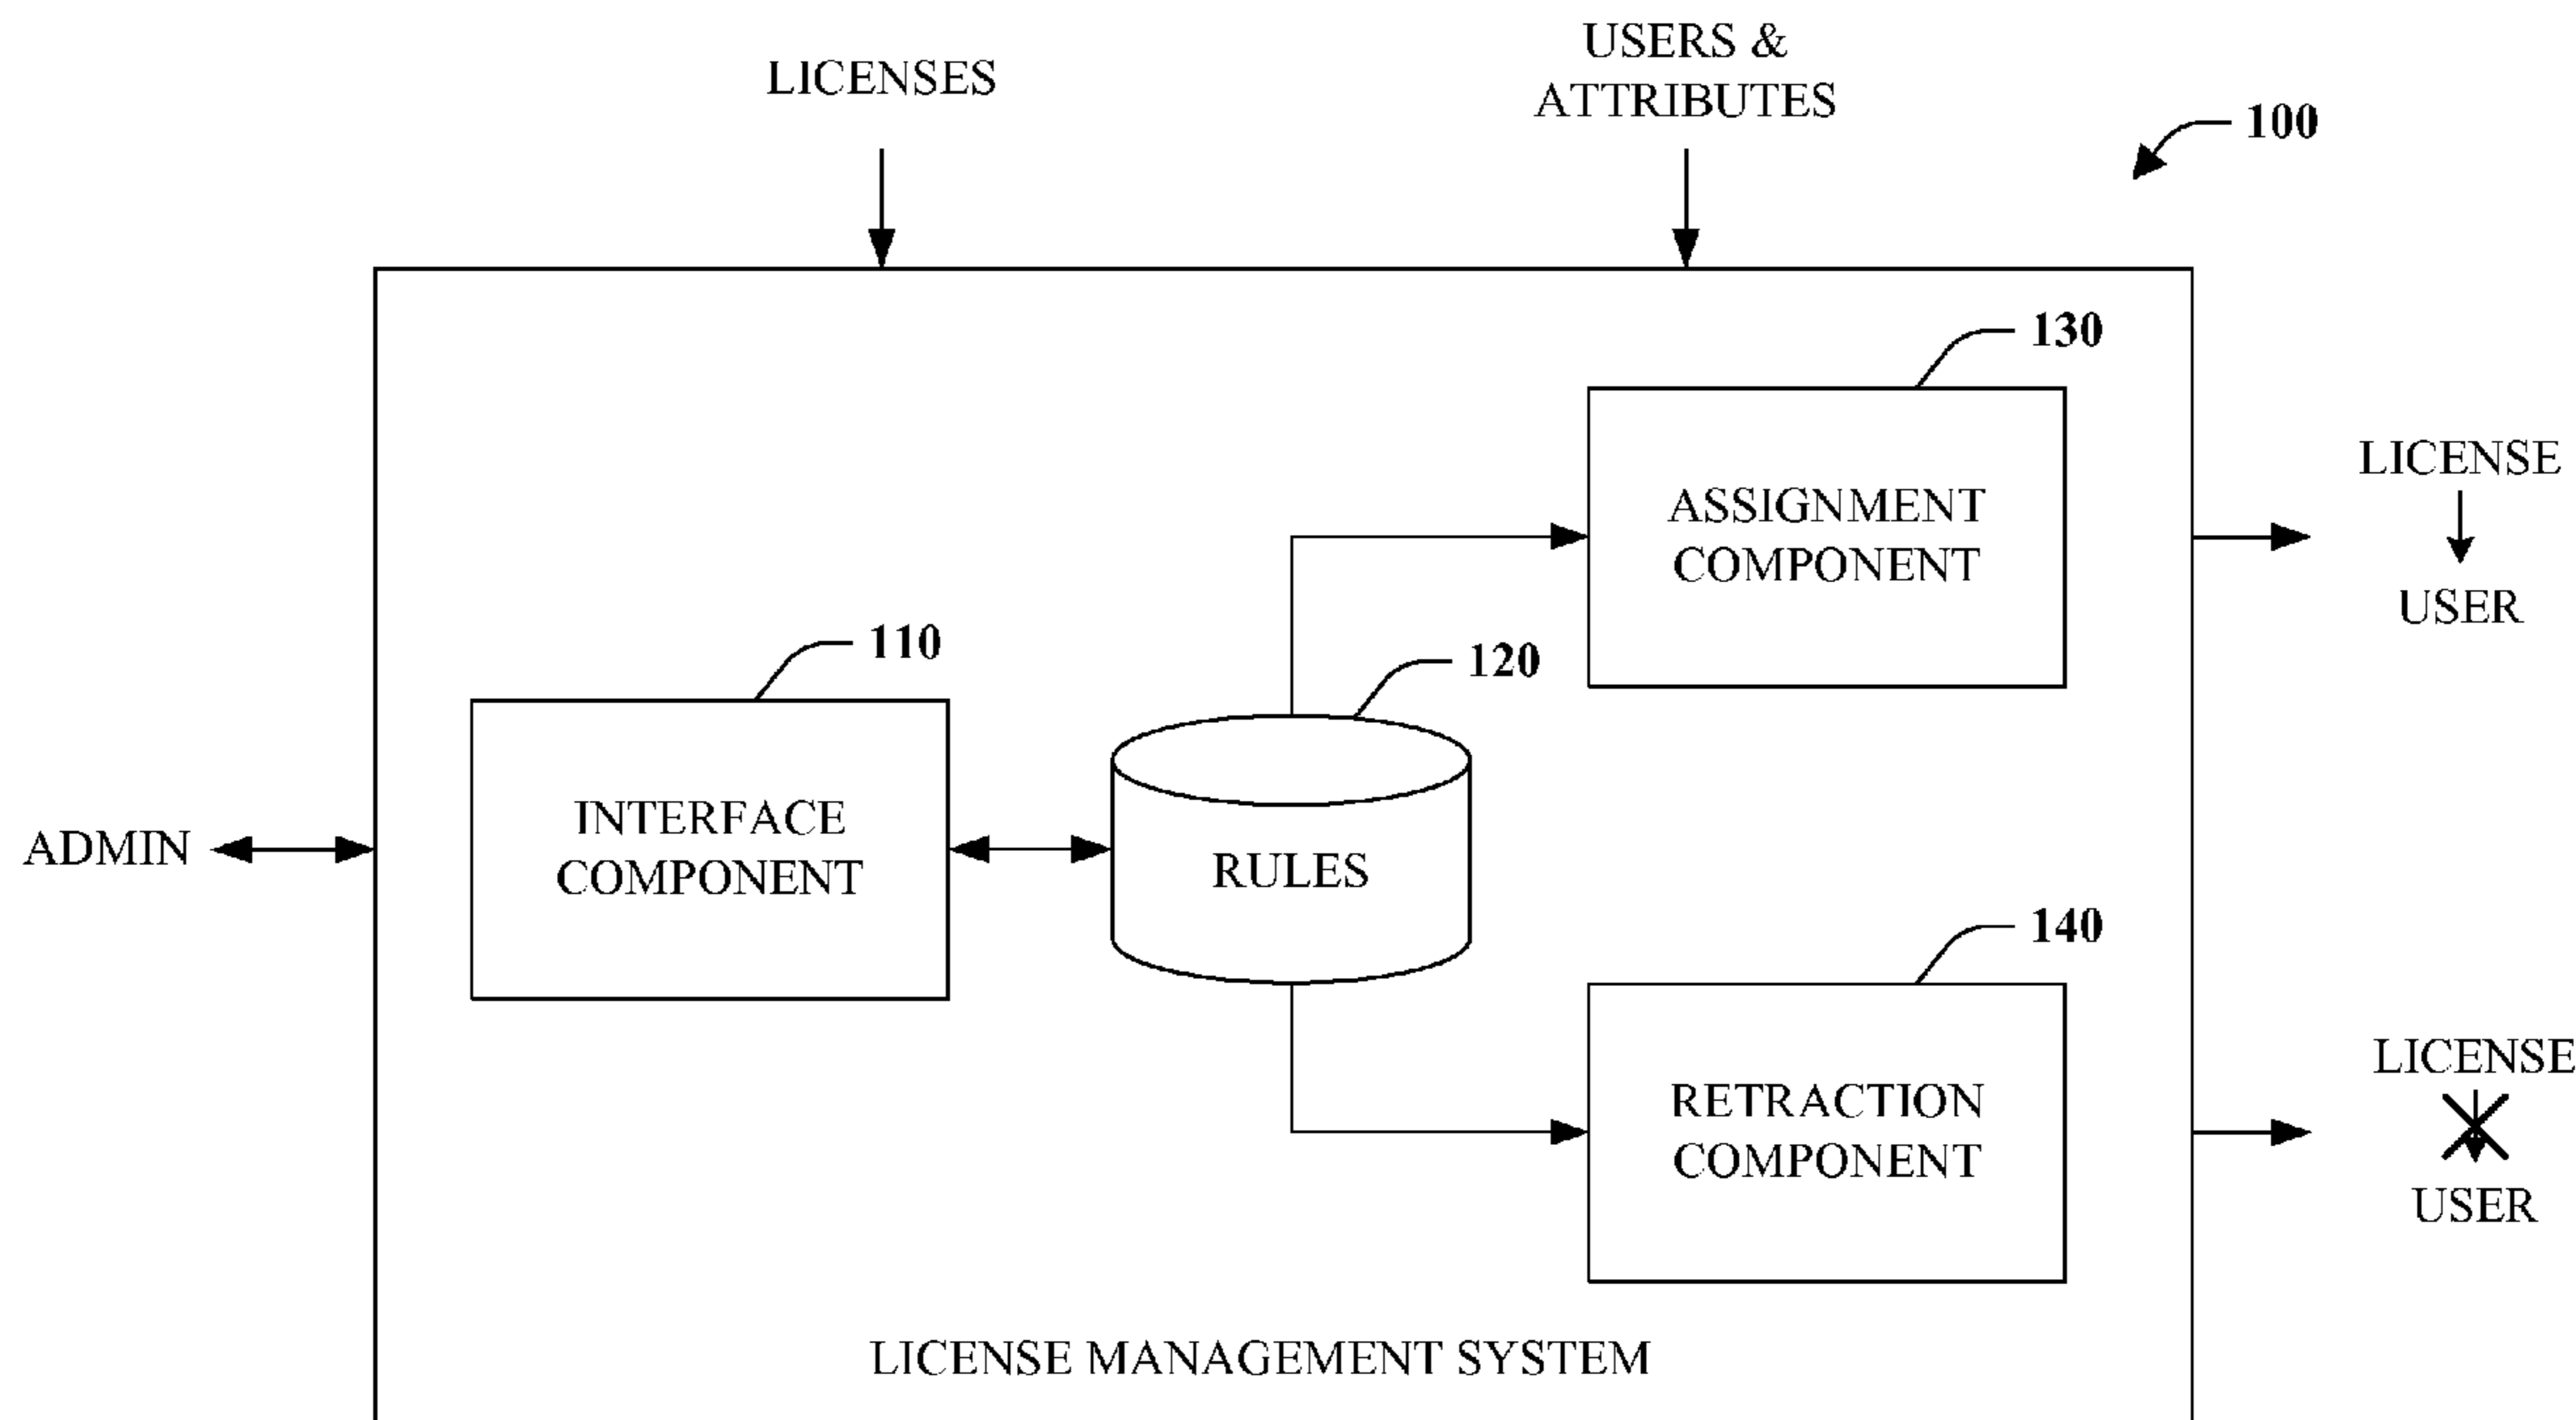 LICENSES
USERS &
ATTRIBUTES
100
130
ASSIGNMENT
COMPONENT
LICENSE
USER
110
120
INTERFACE
COMPONENT
ADMIN
RULES
140
RETRACTION
COMPONENT
LICENSE
USER
LICENSE MANAGEMENT SYSTEM